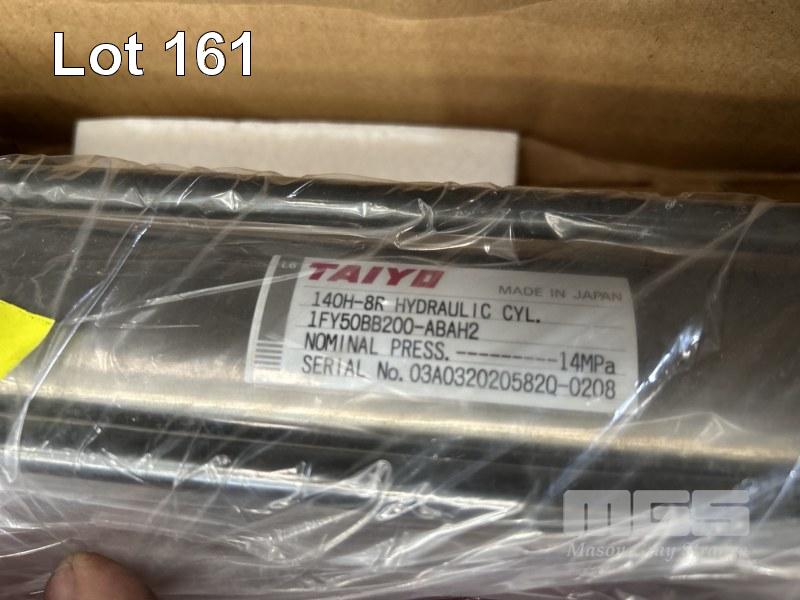 Lot 161
TAIYO
MADE IN JAPAN
140H-8R HYDRAULIC CYL.
1FY50BB200-ABAH2
NOMINAL PRESS.----------14MPa
SERIAL No. 03A0320205820-0208
MGS